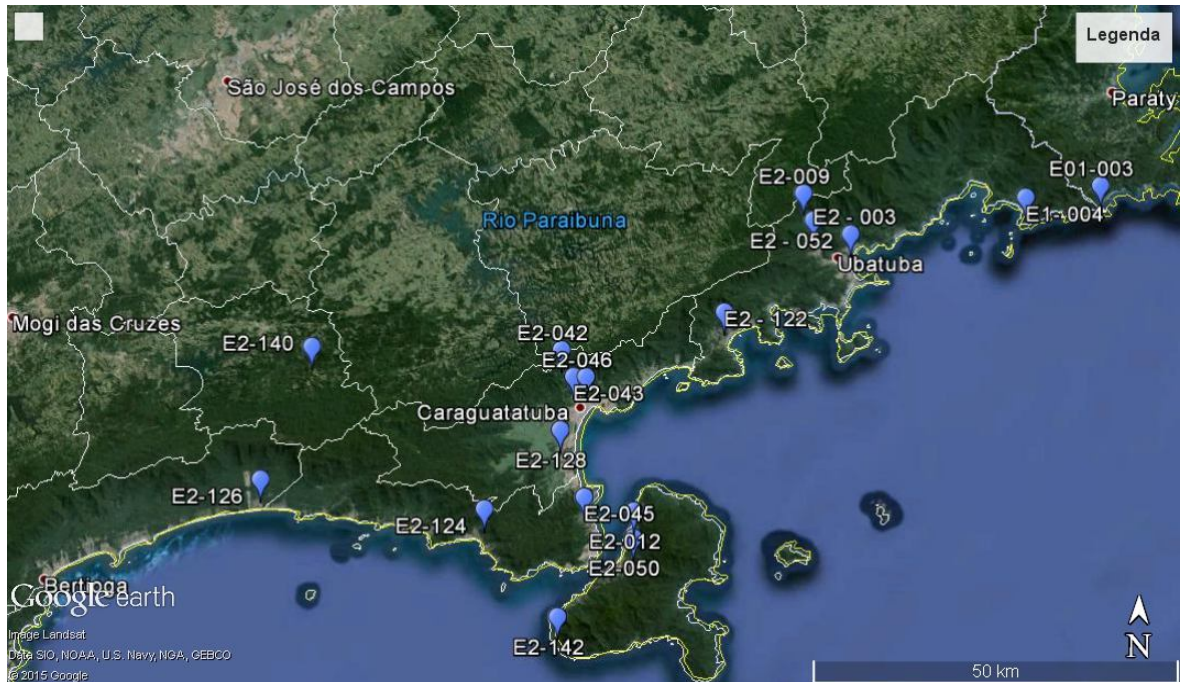 Legenda
São José dos Campos
Paraty
E2-009
E01-003
Rio Paraibuna
E2 - 003
E1 - 004
E2 - 052
Ubatuba
Mogi das Cruzes
E2-140
E2-042
E2 - 122
E2-046
E2-043
Caraguatatuba
E2-128
E2-126
E2-124
E2-045
E2-012
E2-050
Bertioga
Google earth
E2-142
Image Landsat
Data SIO, NOAA, U.S. Navy, NGA, GEBCO
© 2015 Google
N
50 km